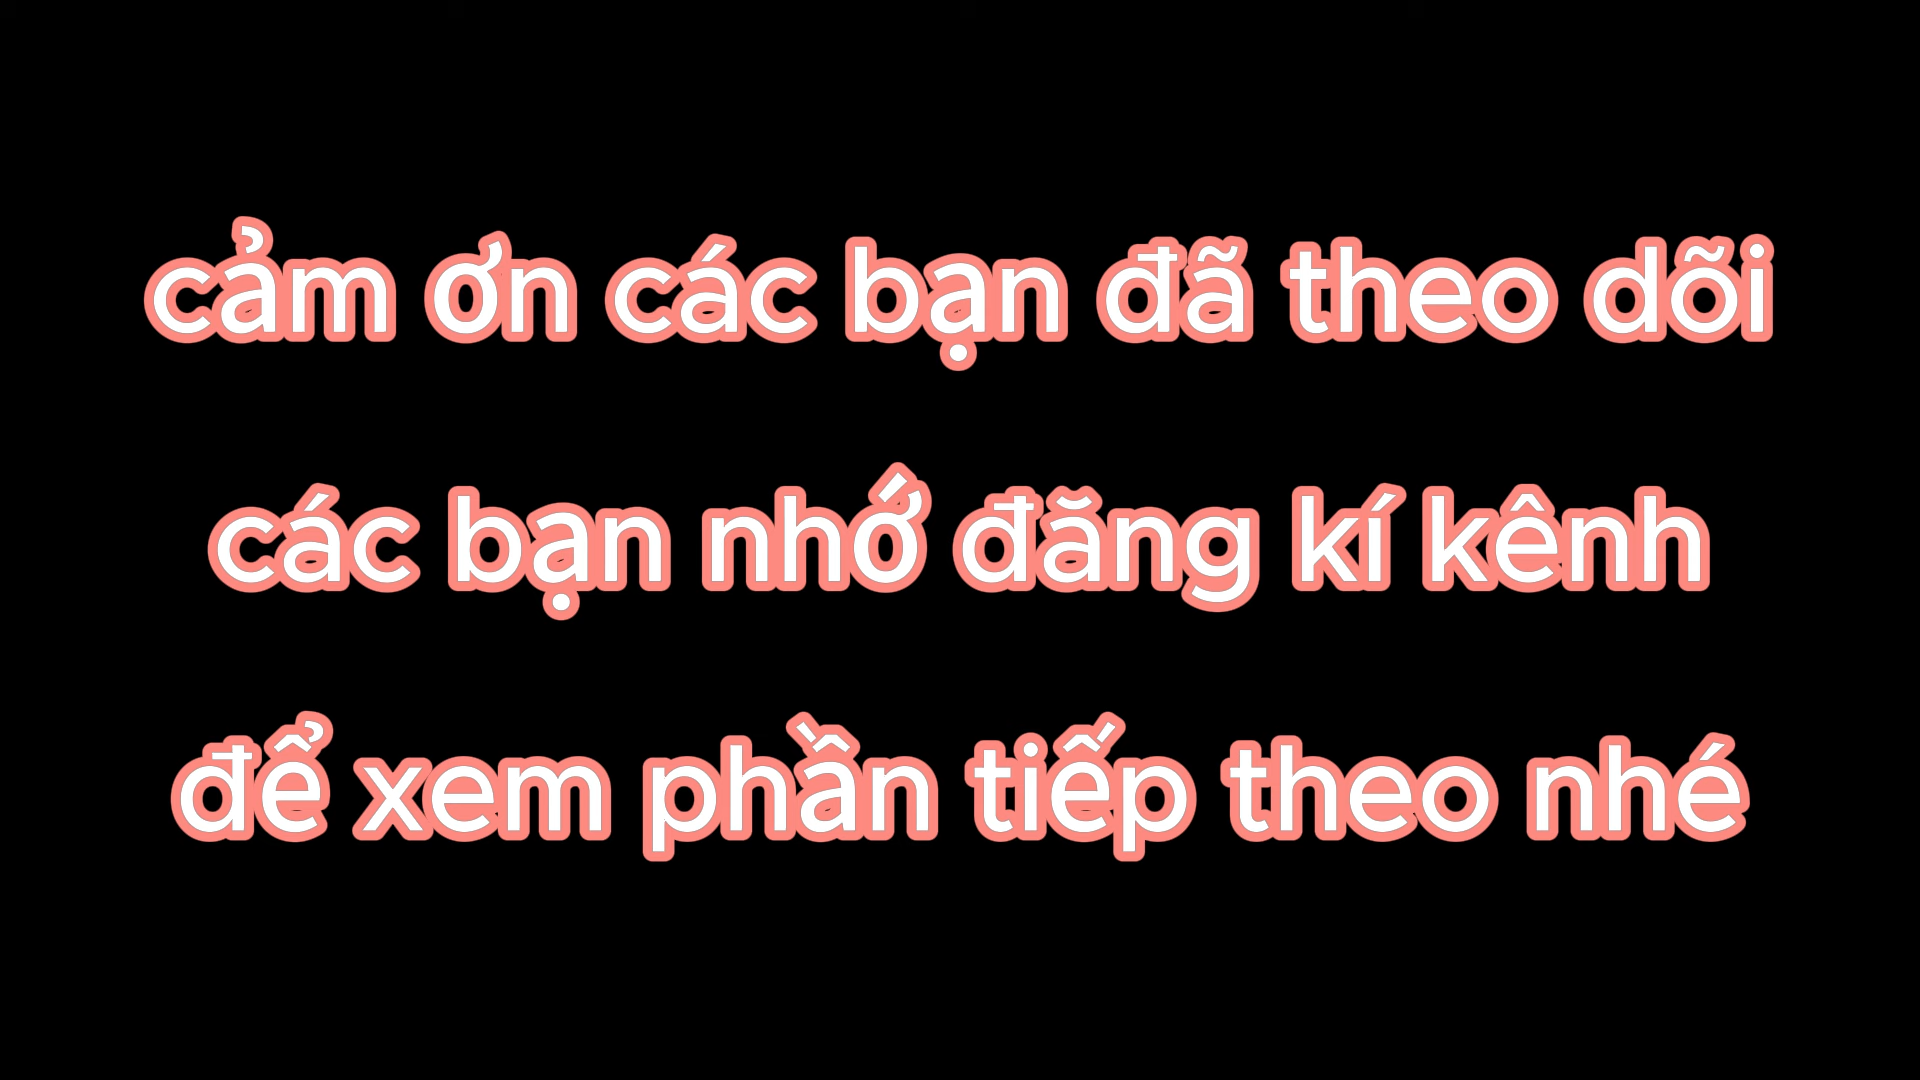 cảm ơn các bạn đã theo dõi
các bạn nhớ đăng kí kênh
để xem phần tiếp theo nhé